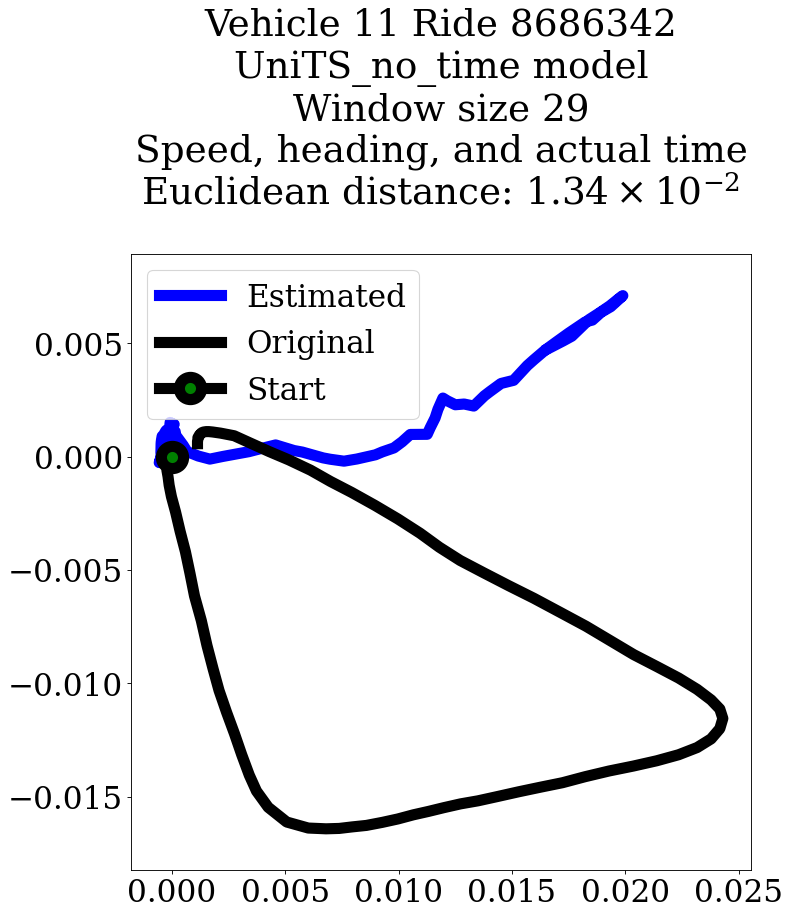 Vehicle 11 Ride 8686342
UniTS_no_time model
Window size 29
Speed, heading, and actual time
Euclidean distance: 1.34 × 10⁻²
Estimated
Original
Start
0.005
0.000
−0.005
−0.010
−0.015
0.000 0.005 0.010 0.015 0.020 0.025